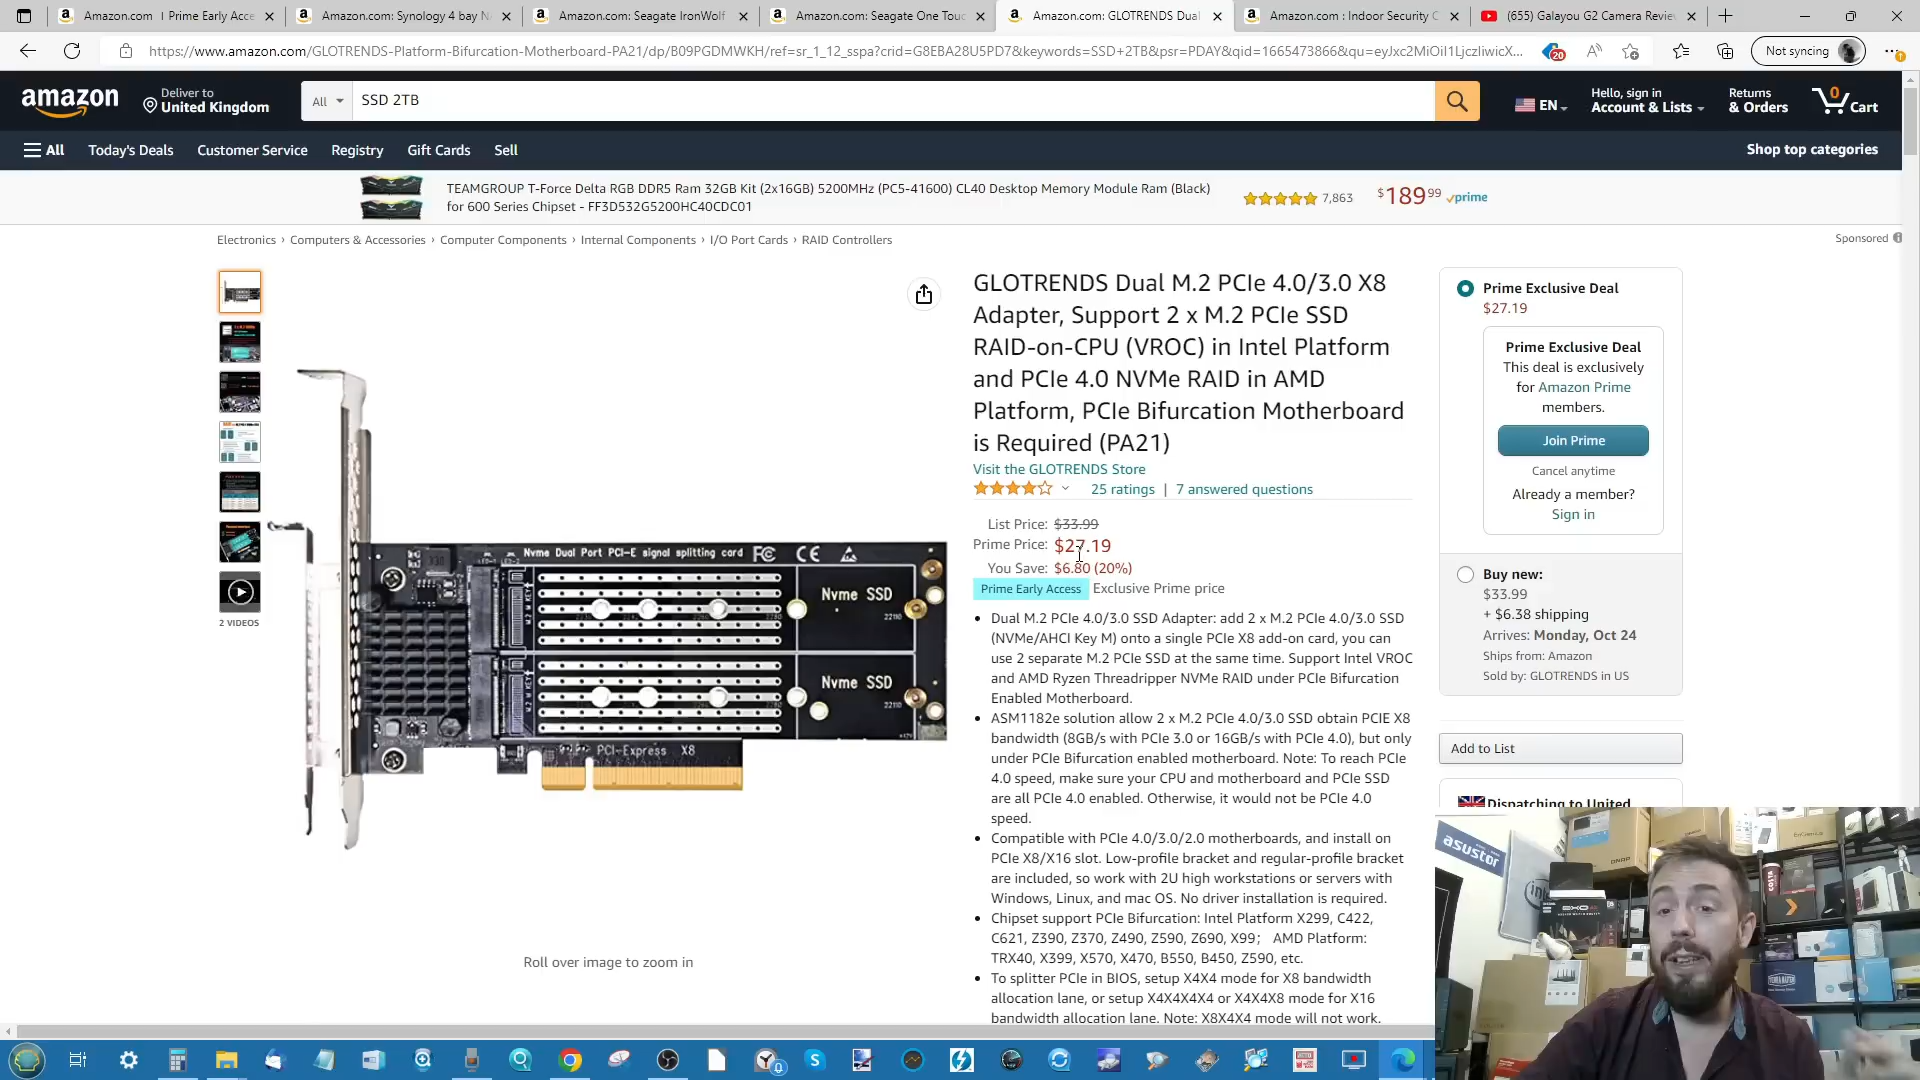 Amazon.com | Prime Early Acce
Amazon.com: Synology 4 bay N
Amazon.com: Seagate IronWolf
Amazon.com: Seagate One Touc
Amazon.com: GLOTRENDS Dual
Amazon.com : Indoor Security C
(655) Galayou G2 Camera Revie
https://www.amazon.com/GLOTRENDS-Platform-Bifurcation-Motherboard-PA21/dp/B09PGDMWKH/ref=sr_1_12_sspa?crid=G8EBA28U5PD7&keywords=SSD+2TB&psr=PDAY&qid=1665473866&qu=eyJxc2MiOiI1LjczIiwicX...
20
Not syncing
amazon
Deliver to
United Kingdom
All
SSD 2TB
EN
Hello, sign in
Account & Lists
Returns
& Orders
0
Cart
All
Today's Deals
Customer Service
Registry
Gift Cards
Sell
Shop top categories
TEAMGROUP T-Force Delta RGB DDR5 Ram 32GB Kit (2x16GB) 5200MHz (PC5-41600) CL40 Desktop Memory Module Ram (Black)
for 600 Series Chipset - FF3D532G5200HC40CDC01
7,863
$189 99 prime
Electronics › Computers & Accessories › Computer Components › Internal Components › I/O Port Cards › RAID Controllers
Sponsored
GLOTRENDS Dual M.2 PCIe 4.0/3.0 X8
Adapter, Support 2 x M.2 PCIe SSD
RAID-on-CPU (VROC) in Intel Platform
and PCIe 4.0 NVMe RAID in AMD
Platform, PCIe Bifurcation Motherboard
is Required (PA21)
Visit the GLOTRENDS Store
25 ratings | 7 answered questions
List Price: $33.99
Prime Price: $27.19
You Save: $6.80 (20%)
Prime Early Access Exclusive Prime price
Dual M.2 PCIe 4.0/3.0 SSD Adapter: add 2 x M.2 PCIe 4.0/3.0 SSD
(NVMe/AHCI Key M) onto a single PCIe X8 add-on card, you can
use 2 separate M.2 PCIe SSD at the same time. Support Intel VROC
and AMD Ryzen Threadripper NVMe RAID under PCIe Bifurcation
Enabled Motherboard.
ASM1182e solution allow 2 x M.2 PCIe 4.0/3.0 SSD obtain PCIE X8
bandwidth (8GB/s with PCIe 3.0 or 16GB/s with PCIe 4.0), but only
under PCIe Bifurcation enabled motherboard. Note: To reach PCIe
4.0 speed, make sure your CPU and motherboard and PCIe SSD
are all PCIe 4.0 enabled. Otherwise, it would not be PCIe 4.0
speed.
Compatible with PCIe 4.0/3.0/2.0 motherboards, and install on
PCIe X8/X16 slot. Low-profile bracket and regular-profile bracket
are included, so work with 2U high workstations or servers with
Windows, Linux, and mac OS. No driver installation is required.
Chipset support PCIe Bifurcation: Intel Platform X299, C422,
C621, Z390, Z370, Z490, Z590, Z690, X99; AMD Platform:
TRX40, X399, X570, X470, B550, B450, Z590, etc.
To splitter PCIe in BIOS, setup X4X4 mode for X8 bandwidth
allocation lane, or setup X4X4X4X4 or X4X4X8 mode for X16
bandwidth allocation lane. Note: X8X4X4 mode will not work.
Prime Exclusive Deal
$27.19
Prime Exclusive Deal
This deal is exclusively
for Amazon Prime
members.
Join Prime
Cancel anytime
Already a member?
Sign in
Buy new:
$33.99
+ $6.38 shipping
Arrives: Monday, Oct 24
Ships from: Amazon
Sold by: GLOTRENDS in US
Add to List
Dispatching to United
2 VIDEOS
Nvme Dual Port PCI-E signal splitting card FC CE
Nvme SSD
22110
Nvme SSD
22110
PCI-Express X8
Roll over image to zoom in
asustor
intel
QNAP
EnGenius
COSTA